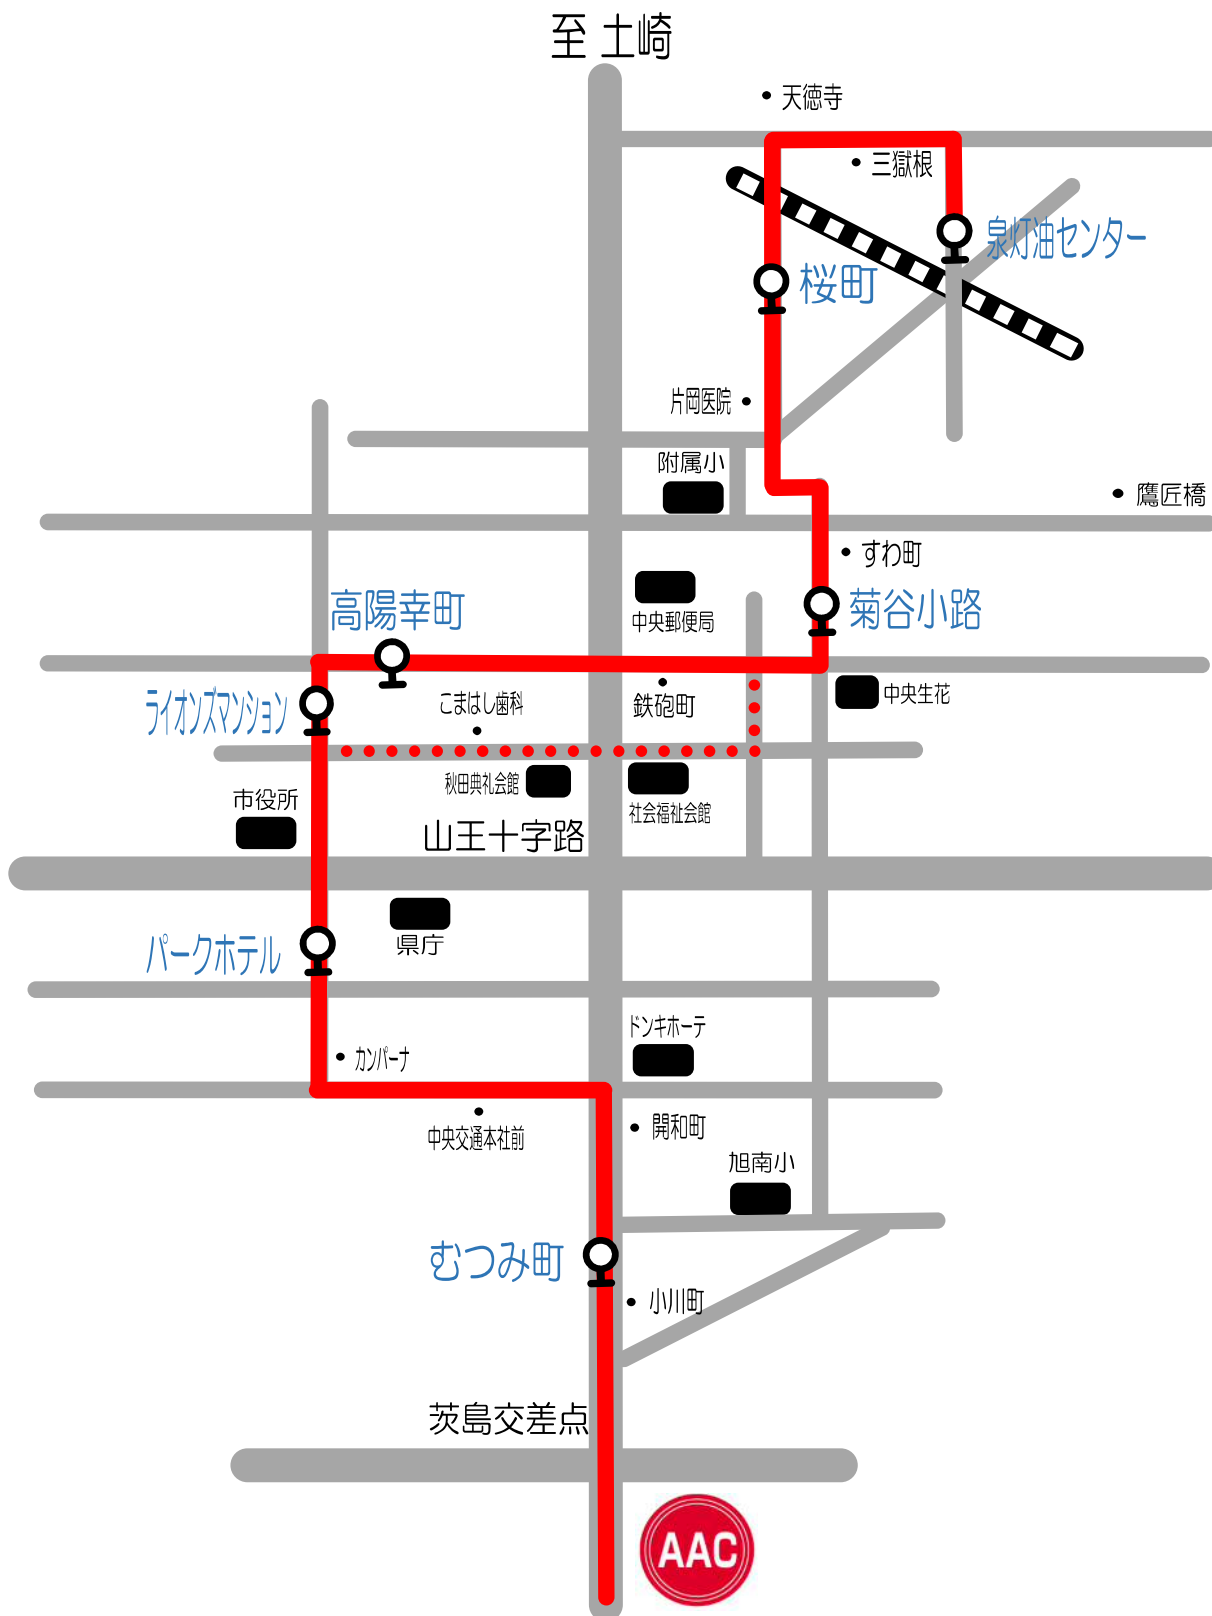 至 土崎
天徳寺
三獄根
泉灯油センター
桜町
片岡医院
附属小
鷹匠橋
すわ町
高陽幸町
中央郵便局
菊谷小路
ライオンズマンション
こまはし歯科
鉄砲町
中央生花
秋田典礼会館
社会福祉会館
市役所
山王十字路
パークホテル
県庁
ドンキホーテ
カンパーナ
中央交通本社前
開和町
旭南小
むつみ町
小川町
茨島交差点
AAC